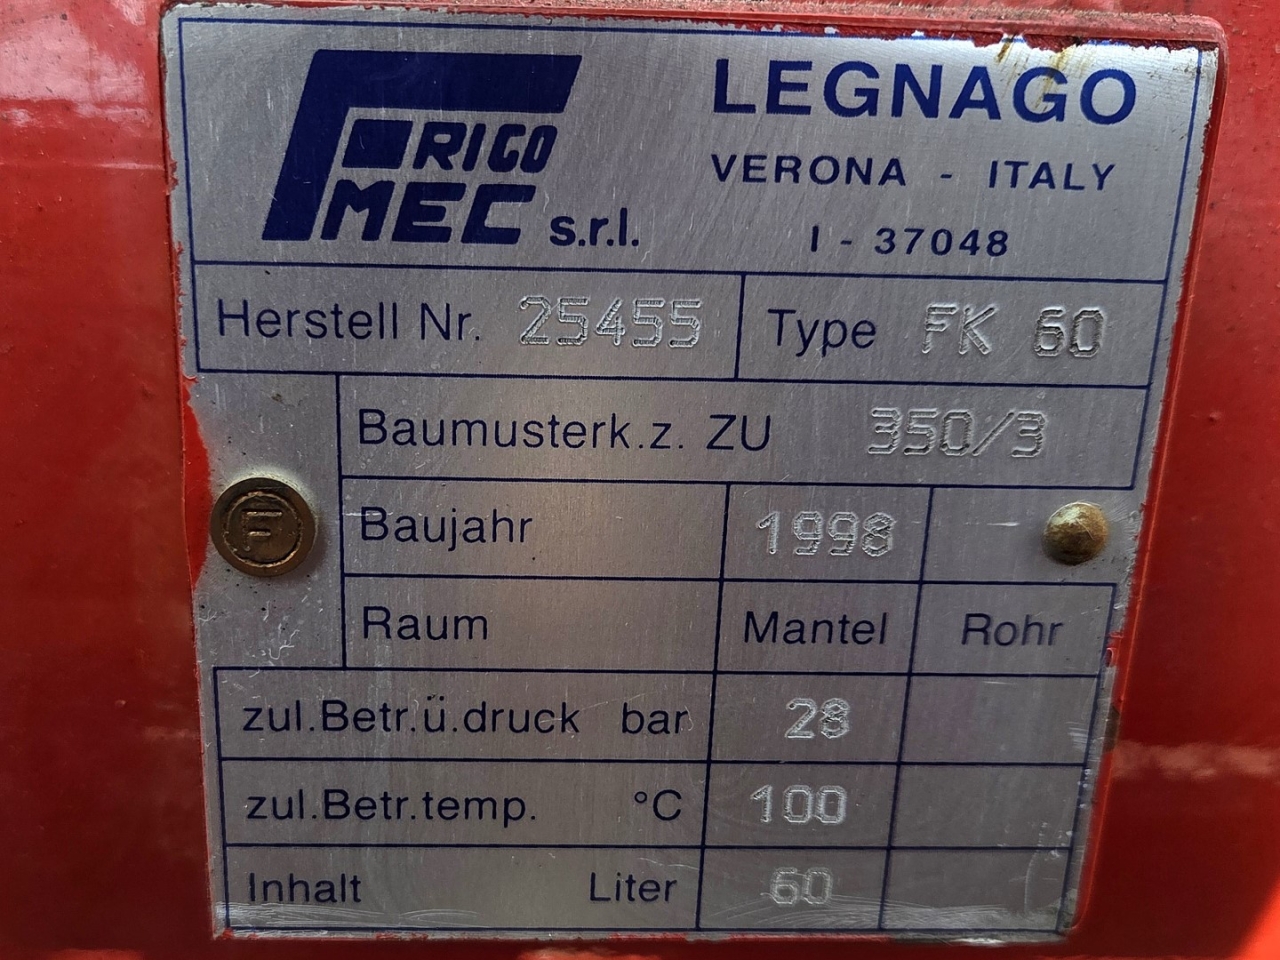 FRIGO
MEC s.r.l.
LEGNAGO
VERONA - ITALY
I - 37048
Herstell Nr. 25455 Type FK 60
Baumusterk.z. ZU 350/3
F
Baujahr 1998
Raum Mantel Rohr
zul.Betr.ü.druck bar 28
zul.Betr.temp. °C 100
Inhalt Liter 60